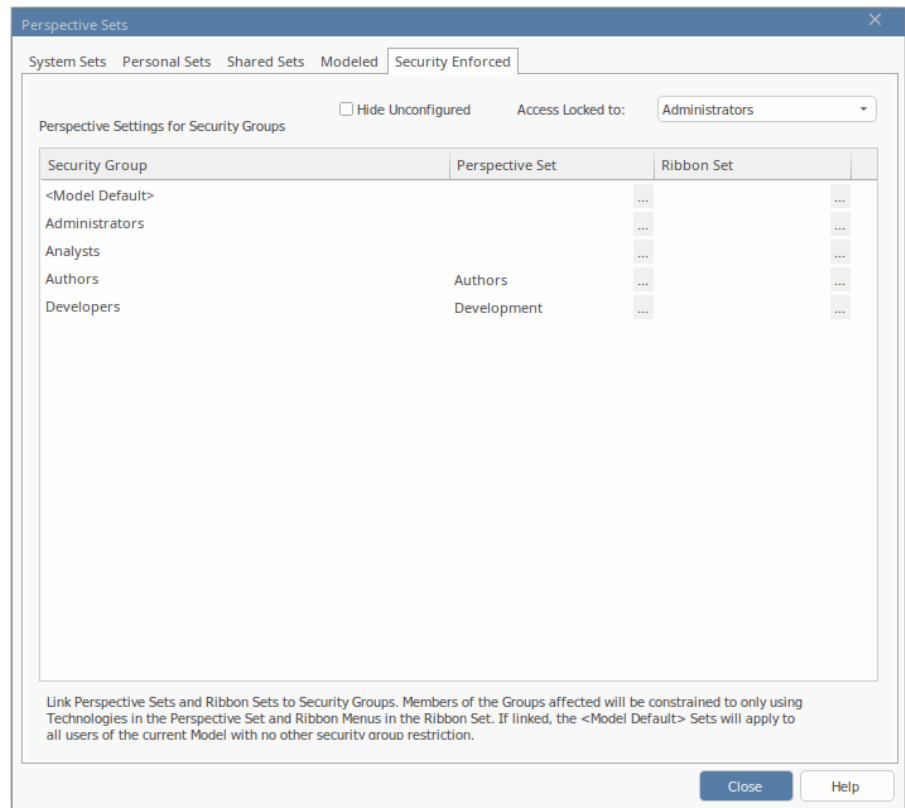 Perspective Sets
System Sets Personal Sets Shared Sets Modeled Security Enforced
Hide Unconfigured Access Locked to: Administrators
Perspective Settings for Security Groups
Security Group Perspective Set Ribbon Set
<Model Default> ... ...
Administrators ... ...
Analysts ... ...
Authors Authors ... ...
Developers Development ... ...
Link Perspective Sets and Ribbon Sets to Security Groups. Members of the Groups affected will be constrained to only using
Technologies in the Perspective Set and Ribbon Menus in the Ribbon Set. If linked, the <Model Default> Sets will apply to
all users of the current Model with no other security group restriction.
Close Help